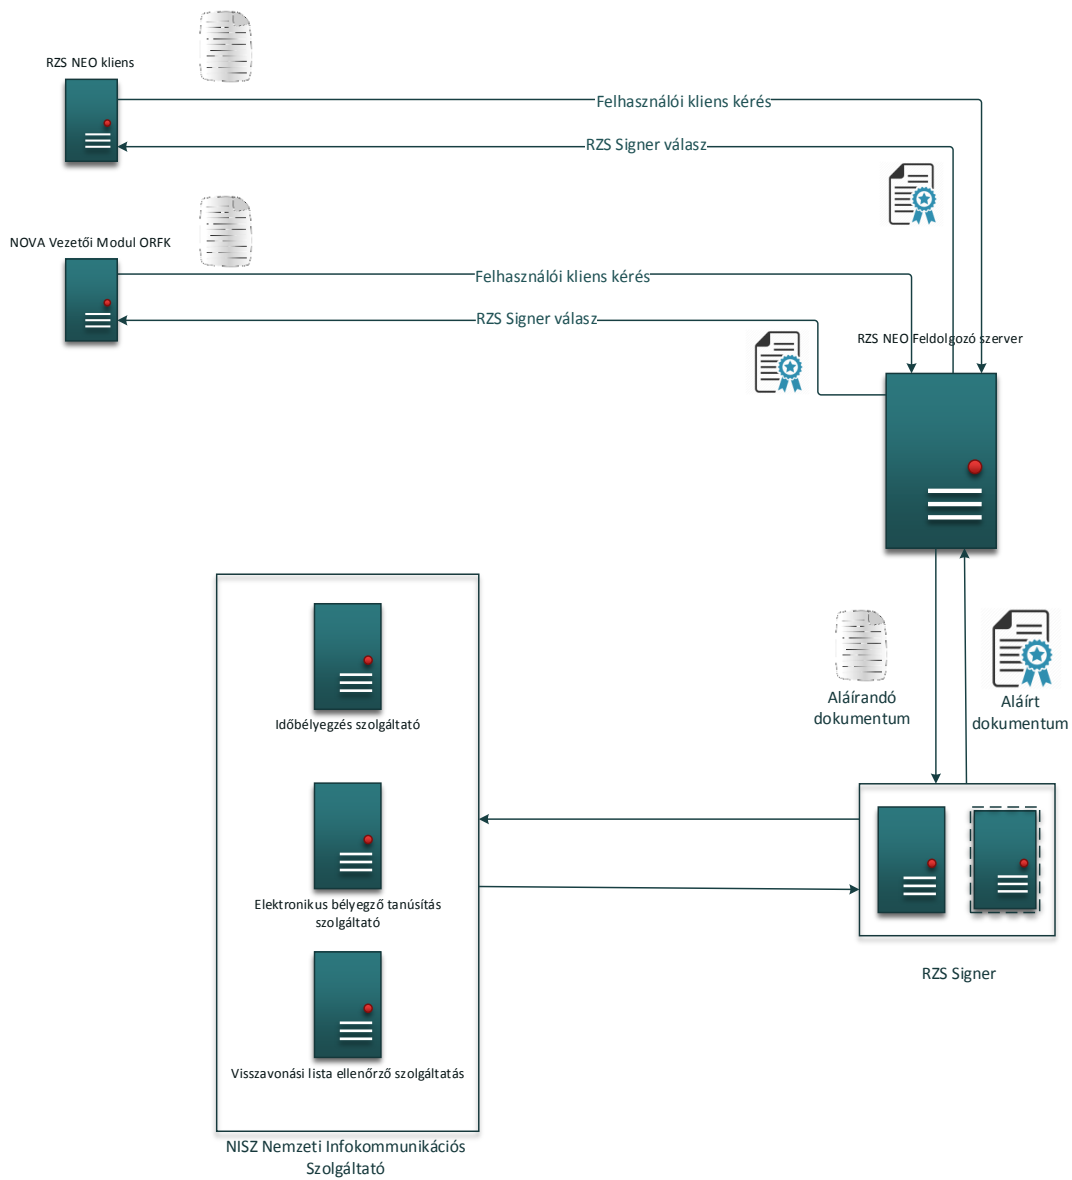 RZS NEO kliens
Felhasználói kliens kérés
RZS Signer válasz
NOVA Vezetői Modul ORFK
Felhasználói kliens kérés
RZS Signer válasz
RZS NEO Feldolgozó szerver
Aláírandó
dokumentum
Aláírt
dokumentum
Időbélyegzés szolgáltató
Elektronikus bélyegző tanúsítás
szolgáltató
RZS Signer
Visszavonási lista ellenőrző szolgáltatás
NISZ Nemzeti Infokommunikációs
Szolgáltató